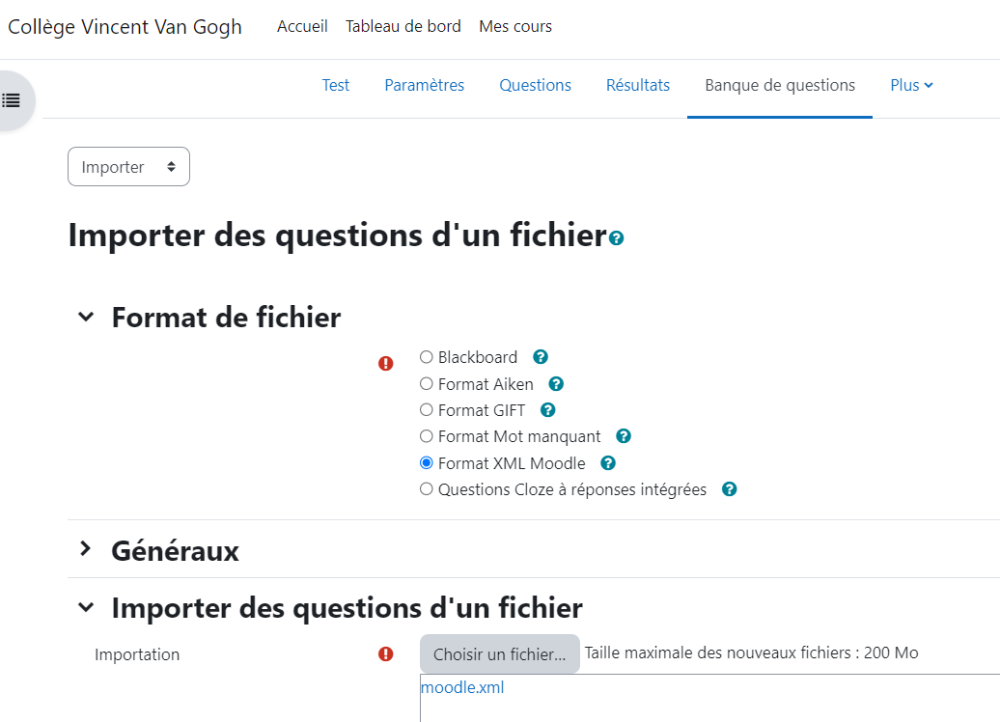 Collège Vincent Van Gogh Accueil Tableau de bord Mes cours
Test Paramètres Questions Résultats Banque de questions Plus
Importer
Importer des questions d'un fichier
Format de fichier
Blackboard
Format Aiken
Format GIFT
Format Mot manquant
Format XML Moodle
Questions Cloze à réponses intégrées
Généraux
Importer des questions d'un fichier
Importation Choisir un fichier... Taille maximale des nouveaux fichiers : 200 Mo
moodle.xml